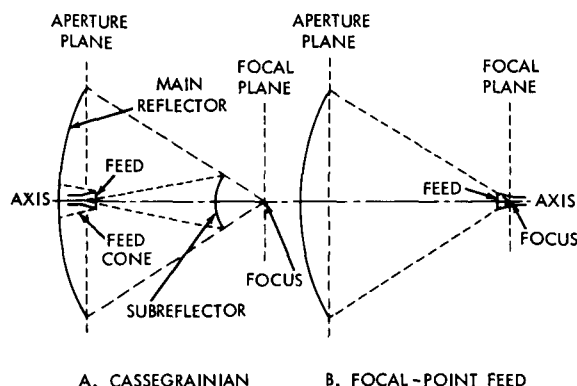 APERTURE
PLANE
MAIN
REFLECTOR
FOCAL
PLANE
FEED
AXIS
FEED
CONE
SUBREFLECTOR
FOCUS
A. CASSEGRAINIAN
APERTURE
PLANE
FOCAL
PLANE
FEED
AXIS
FOCUS
B. FOCAL-POINT FEED